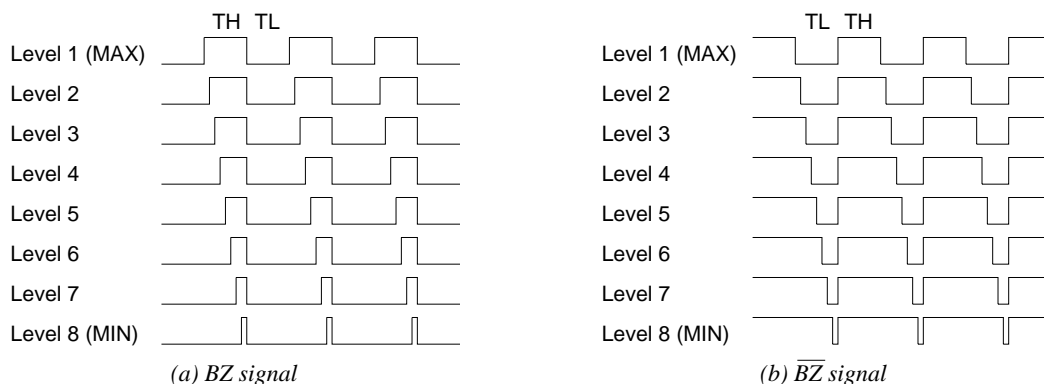 TH TL
Level 1 (MAX)
Level 2
Level 3
Level 4
Level 5
Level 6
Level 7
Level 8 (MIN)
(a) BZ signal
TL TH
Level 1 (MAX)
Level 2
Level 3
Level 4
Level 5
Level 6
Level 7
Level 8 (MIN)
(b) B̅Z̅ signal